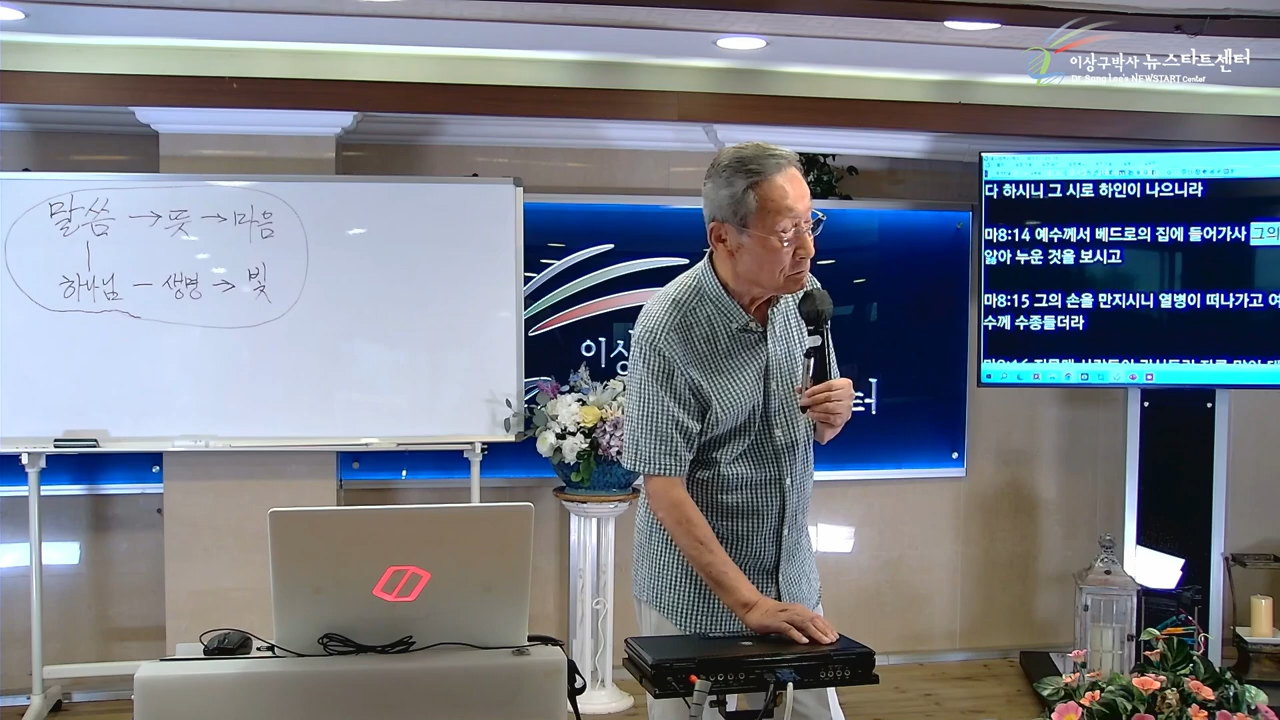 이상구박사 뉴스타트센터
Dr. Sang Lee's NEWSTART Center
말씀 → 뜻 → 마음
하나님 - 생명 → 빛
다 하시니 그 시로 하인이 나으니라
마8:14 예수께서 베드로의 집에 들어가사 그의
앓아 누운 것을 보시고
마8:15 그의 손을 만지시니 열병이 떠나가고 여
수께 수종들더라
이상
터